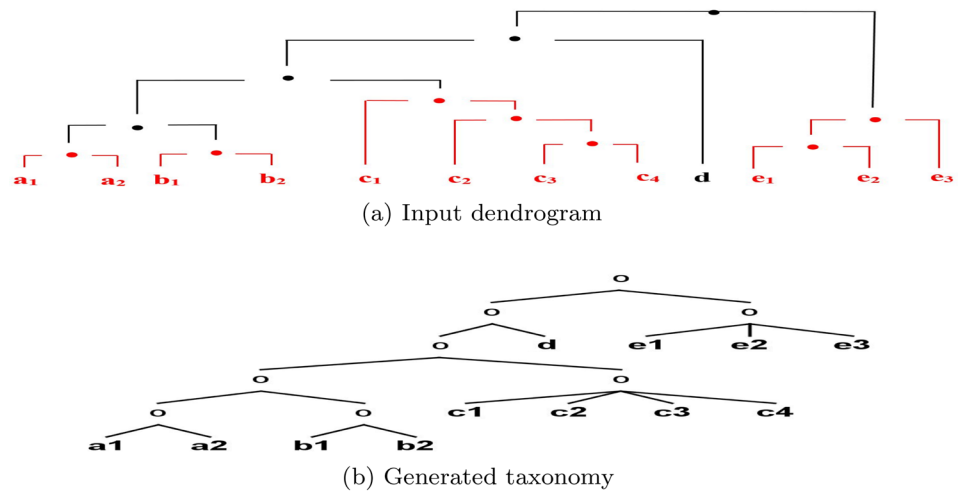 a₁ a₂ b₁ b₂ c₁ c₂ c₃ c₄ d e₁ e₂ e₃
(a) Input dendrogram
d e1 e2 e3
c1 c2 c3 c4
a1 a2 b1 b2
(b) Generated taxonomy